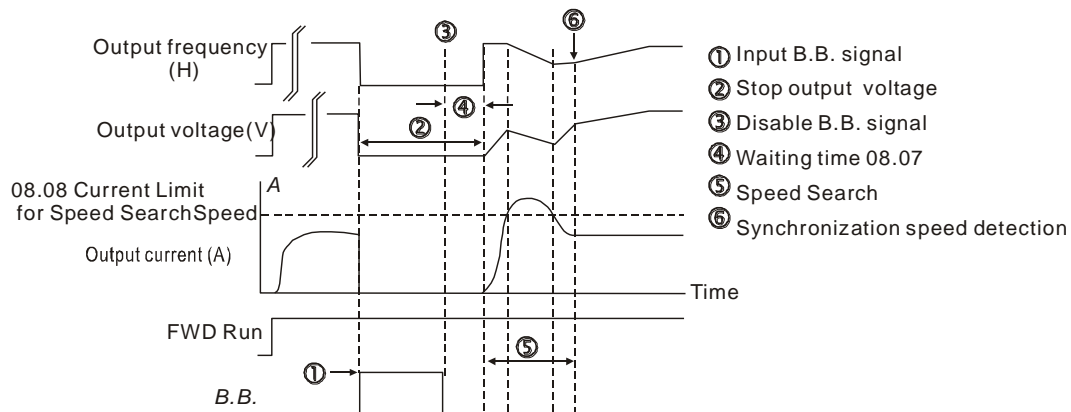 Output frequency
(H)
Output voltage(V)
08.08 Current Limit
for Speed SearchSpeed
A
Output current (A)
Time
FWD Run
B.B.
①
②
③
④
⑤
⑥
① Input B.B. signal
② Stop output voltage
③ Disable B.B. signal
④ Waiting time 08.07
⑤ Speed Search
⑥ Synchronization speed detection